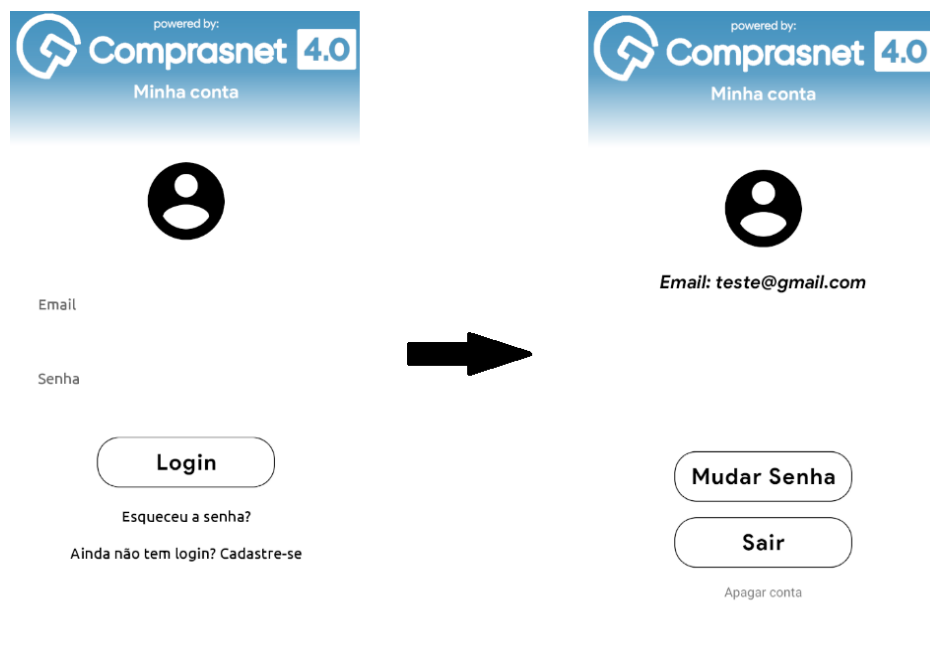 powered by:
Comprasnet 4.0
Minha conta
Email
Senha
Login
Esqueceu a senha?
Ainda não tem login? Cadastre-se
powered by:
Comprasnet 4.0
Minha conta
Email: teste@gmail.com
Mudar Senha
Sair
Apagar conta